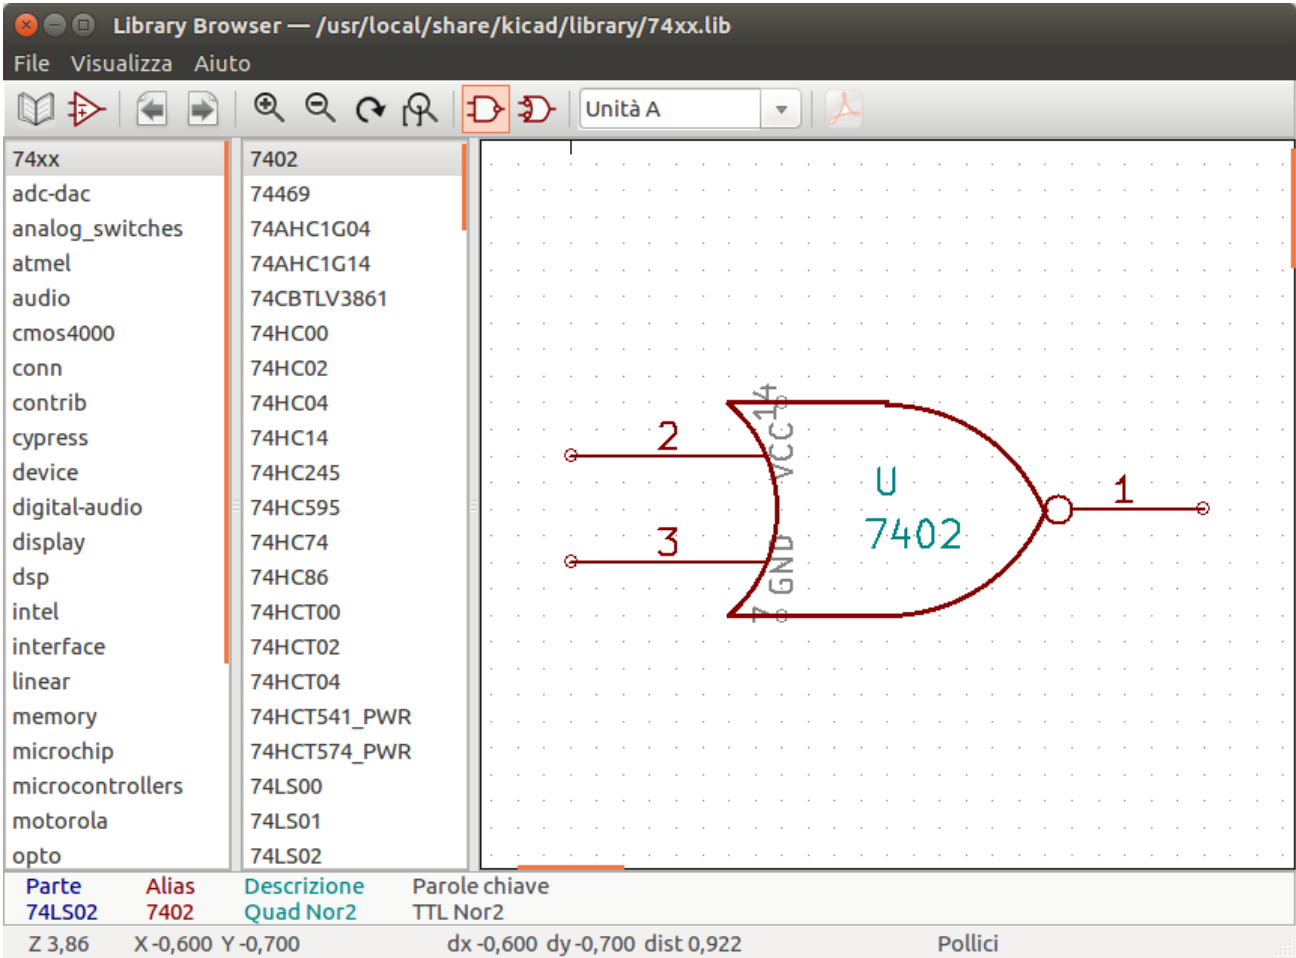 Library Browser — /usr/local/share/kicad/library/74xx.lib
File Visualizza Aiuto
Unità A
74xx
adc-dac
analog_switches
atmel
audio
cmos4000
conn
contrib
cypress
device
digital-audio
display
dsp
intel
interface
linear
memory
microchip
microcontrollers
motorola
opto
7402
74469
74AHC1G04
74AHC1G14
74CBTLV3861
74HC00
74HC02
74HC04
74HC14
74HC245
74HC595
74HC74
74HC86
74HCT00
74HCT02
74HCT04
74HCT541_PWR
74HCT574_PWR
74LS00
74LS01
74LS02
14
VCC
2
U
7402
1
3
GND
7
Parte Alias Descrizione Parole chiave
74LS02 7402 Quad Nor2 TTL Nor2
Z 3,86 X -0,600 Y -0,700 dx -0,600 dy -0,700 dist 0,922 Pollici